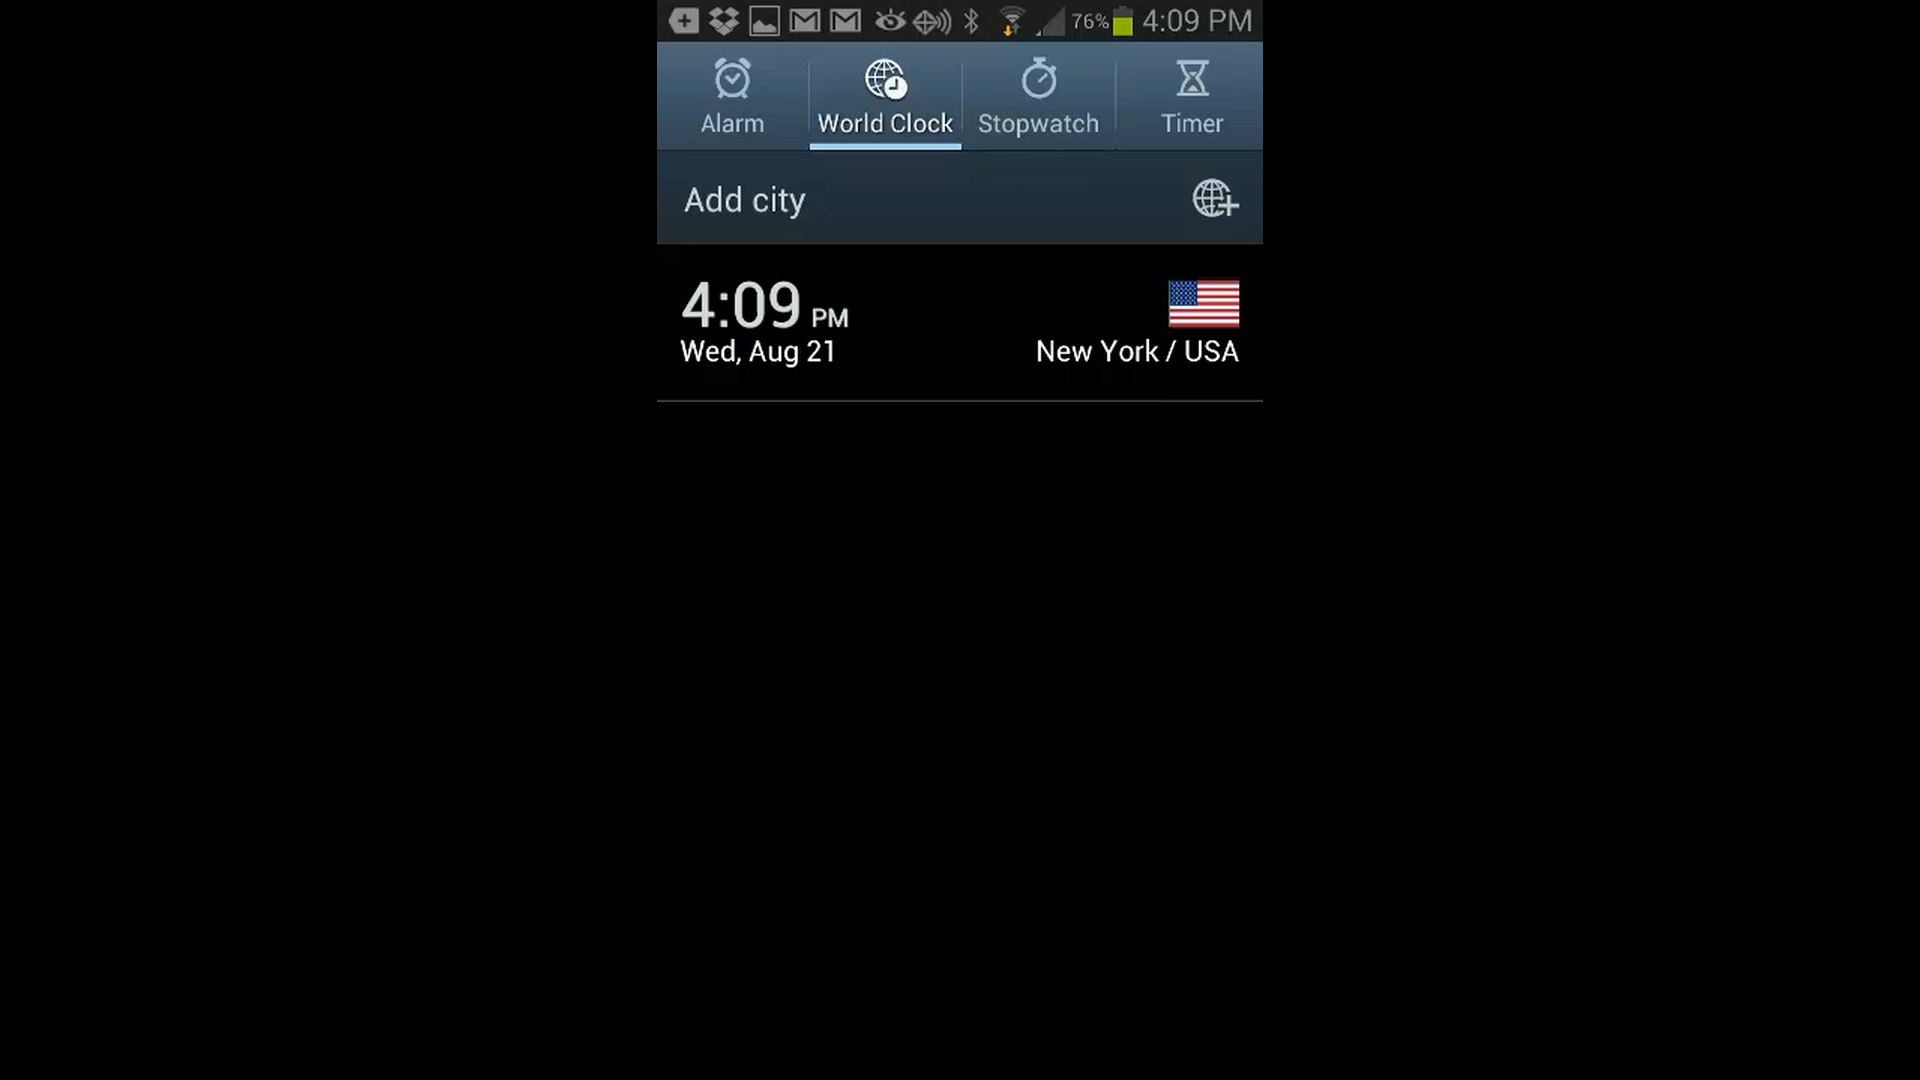 76% 4:09 PM
Alarm World Clock Stopwatch Timer
Add city
4:09 PM
Wed, Aug 21 New York / USA